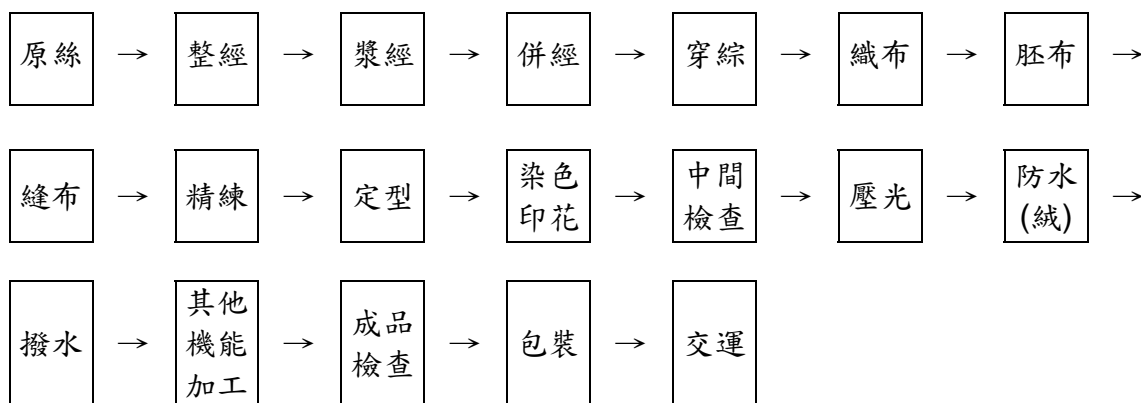 原絲 → 整經 → 漿經 → 併經 → 穿綜 → 織布 → 胚布 →
縫布 → 精練 → 定型 → 染色印花 → 中間檢查 → 壓光 → 防水(絨) →
撥水 → 其他機能加工 → 成品檢查 → 包裝 → 交運